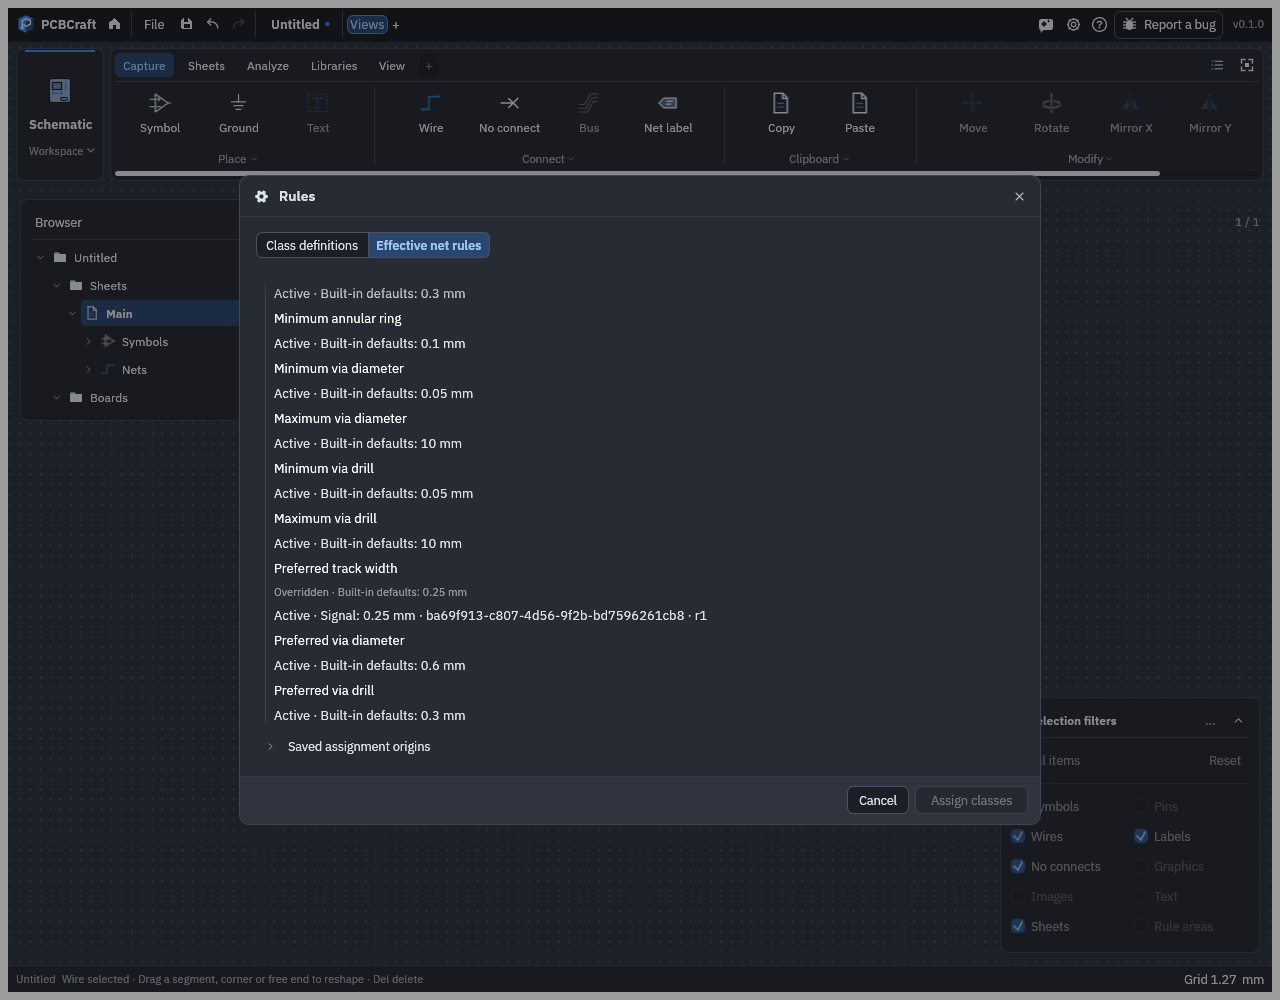 PCBCraft
File
Untitled
Views +
Report a bug
v0.1.0
Schematic
Workspace
Capture
Sheets
Analyze
Libraries
View
+
Symbol
Ground
Text
Wire
No connect
Bus
Net label
Copy
Paste
Move
Rotate
Mirror X
Mirror Y
Place
Connect
Clipboard
Modify
Browser
1 / 1
Untitled
Sheets
Main
Symbols
Nets
Boards
Rules
Class definitions
Effective net rules
Active · Built-in defaults: 0.3 mm
Minimum annular ring
Active · Built-in defaults: 0.1 mm
Minimum via diameter
Active · Built-in defaults: 0.05 mm
Maximum via diameter
Active · Built-in defaults: 10 mm
Minimum via drill
Active · Built-in defaults: 0.05 mm
Maximum via drill
Active · Built-in defaults: 10 mm
Preferred track width
Overridden · Built-in defaults: 0.25 mm
Active · Signal: 0.25 mm · ba69f913-c807-4d56-9f2b-bd7596261cb8 · r1
Preferred via diameter
Active · Built-in defaults: 0.6 mm
Preferred via drill
Active · Built-in defaults: 0.3 mm
Saved assignment origins
Cancel
Assign classes
election filters
...
l items
Reset
ymbols
Pins
Wires
Labels
No connects
Graphics
Images
Text
Sheets
Rule areas
Untitled Wire selected · Drag a segment, corner or free end to reshape · Del delete
Grid 1.27 mm